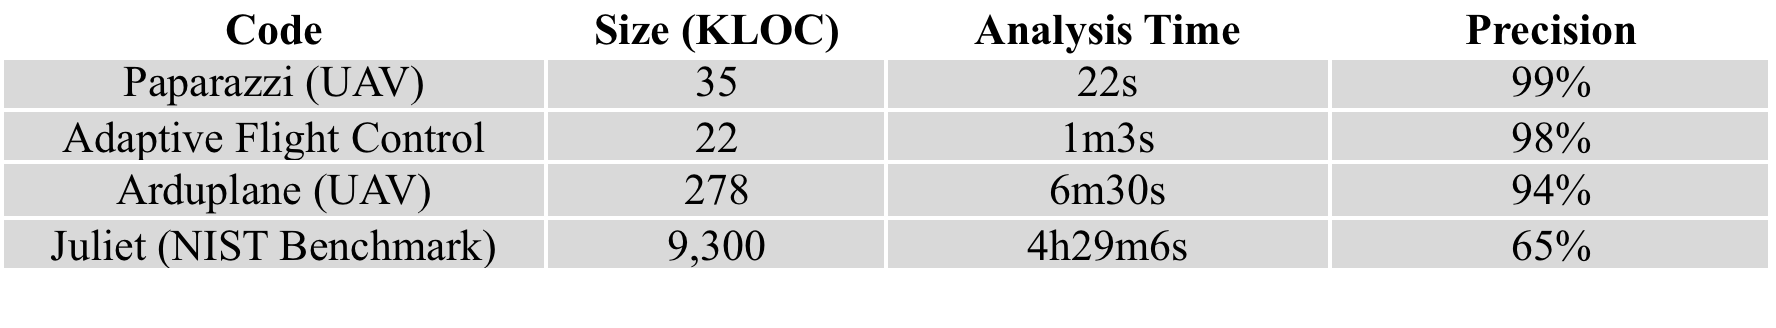 Code Size (KLOC) Analysis Time Precision
Paparazzi (UAV) 35 22s 99%
Adaptive Flight Control 22 1m3s 98%
Arduplane (UAV) 278 6m30s 94%
Juliet (NIST Benchmark) 9,300 4h29m6s 65%